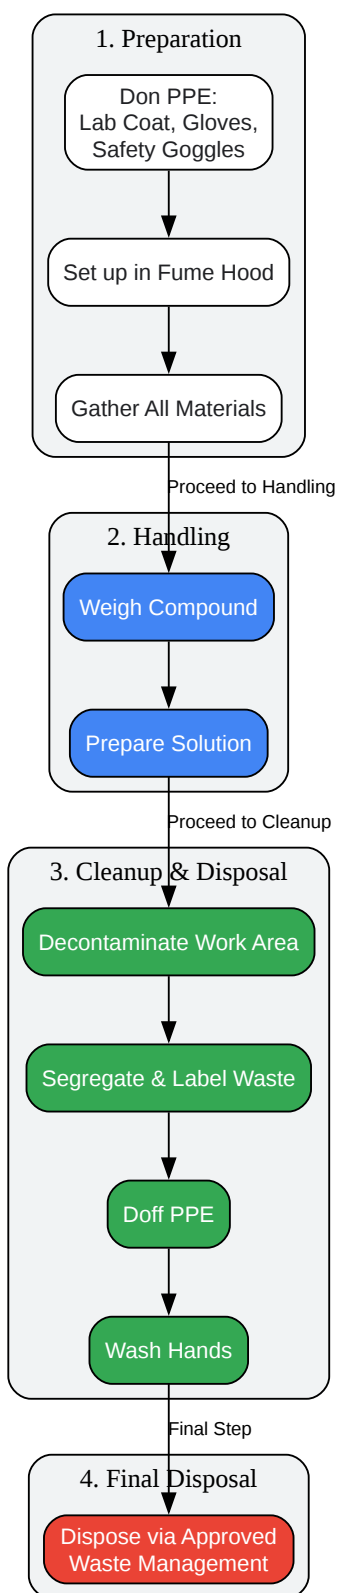 1. Preparation
Don PPE:
Lab Coat, Gloves,
Safety Goggles
Set up in Fume Hood
Gather All Materials
Proceed to Handling
2. Handling
Weigh Compound
Prepare Solution
Proceed to Cleanup
3. Cleanup & Disposal
Decontaminate Work Area
Segregate & Label Waste
Doff PPE
Wash Hands
Final Step
4. Final Disposal
Dispose via Approved
Waste Management